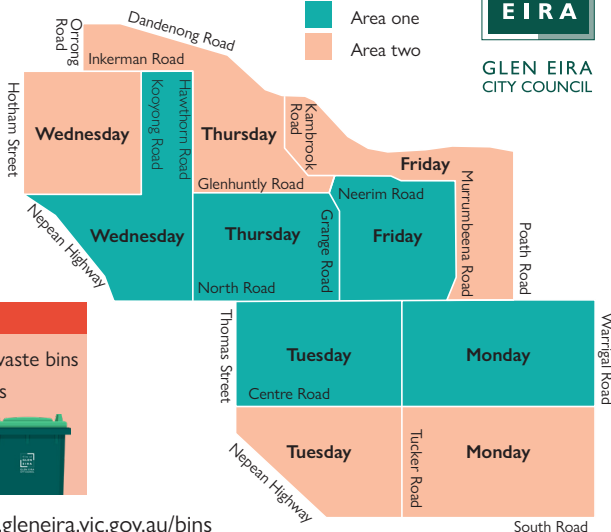 Area one
Area two
EIRA
GLEN EIRA
CITY COUNCIL
Dandenong Road
Orrong
Road
Inkerman Road
Hotham Street
Wednesday
Kooyong Road
Hawthorn Road
Thursday
Kambrook
Road
Friday
Glenhuntly Road
Neerim Road
Murrumbeena Road
Nepean Highway
Wednesday
Thursday
Grange Road
Friday
Poath Road
North Road
Thomas Street
Tuesday
Monday
Warrigal Road
Centre Road
Tuesday
Tucker Road
Monday
Nepean Highway
South Road
waste bins
s
.gleneira.vic.gov.au/bins